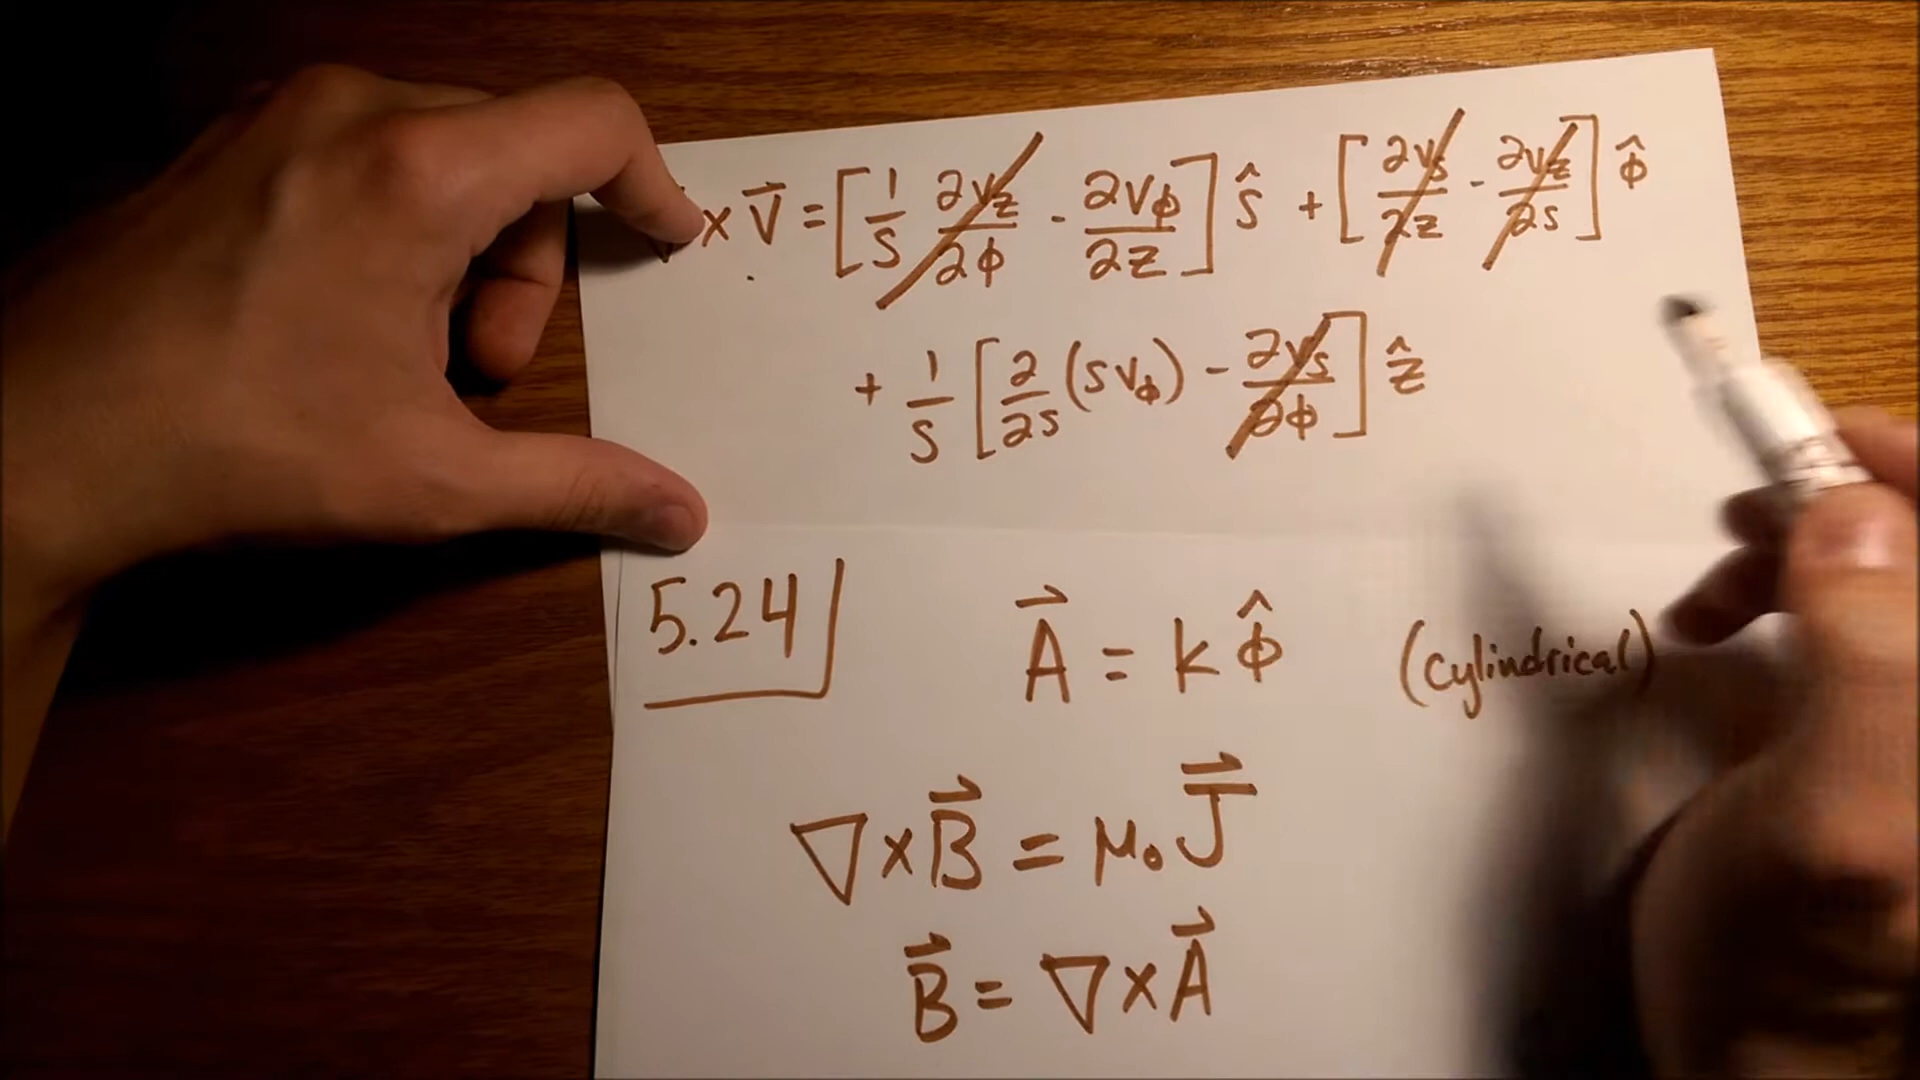 ∇ × V⃗ = [1/s ∂v_z/∂ϕ - ∂v_ϕ/∂z] ŝ + [∂v_s/∂z - ∂v_z/∂s] ϕ̂
+ 1/s [∂/∂s (s v_ϕ) - ∂v_s/∂ϕ] ẑ
5.24 A⃗ = k ϕ̂ (cylindrical)
∇ × B⃗ = μ₀ J⃗
B⃗ = ∇ × A⃗